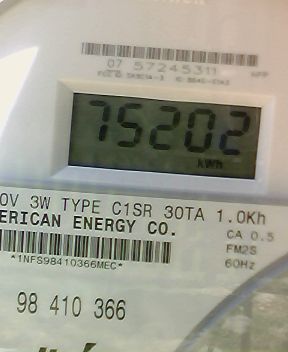 07 57245311
75202
kWh
0V 3W TYPE C1SR 30TA 1.0Kh
ERICAN ENERGY CO.
CA 0.5
FM2S
60Hz
*1NFS98410366MEC*
98 410 366